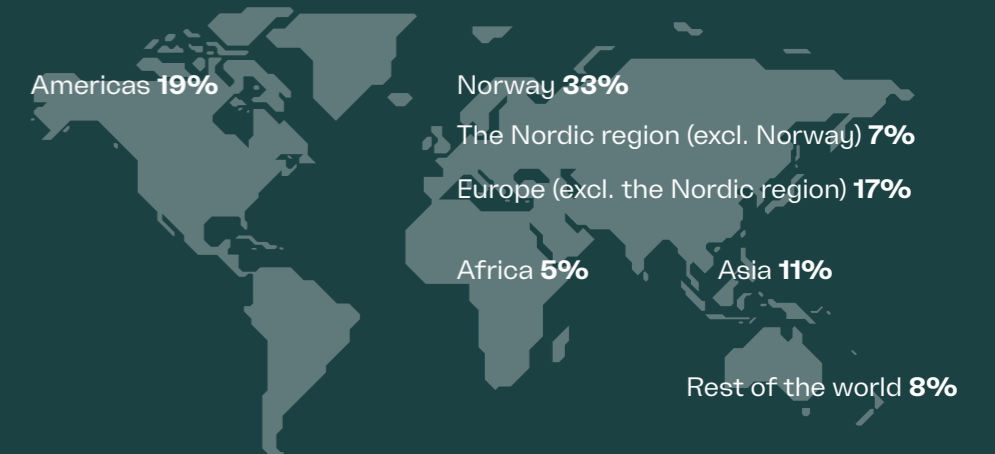 Americas 19%
Norway 33%
The Nordic region (excl. Norway) 7%
Europe (excl. the Nordic region) 17%
Africa 5%
Asia 11%
Rest of the world 8%